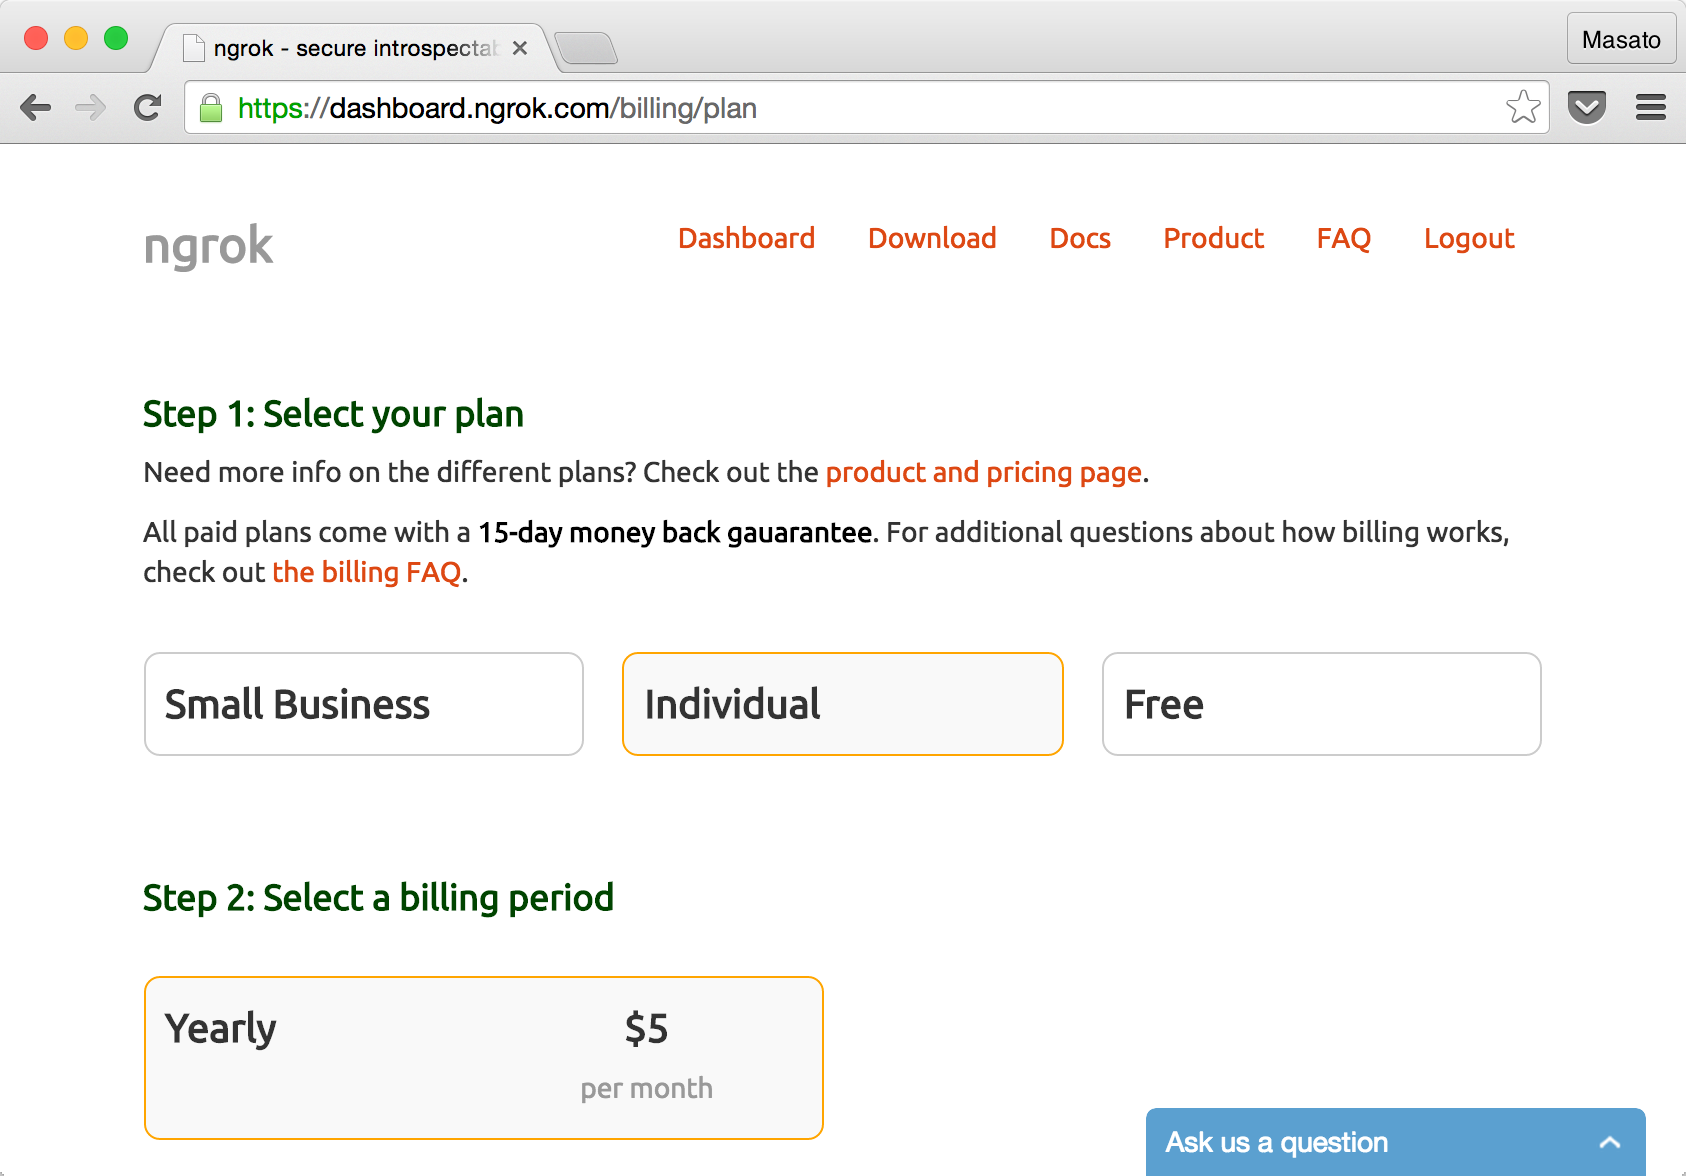 ngrok - secure introspectab
Masato
https://dashboard.ngrok.com/billing/plan
ngrok
Dashboard Download Docs Product FAQ Logout
Step 1: Select your plan
Need more info on the different plans? Check out the product and pricing page.
All paid plans come with a 15-day money back gauarantee. For additional questions about how billing works,
check out the billing FAQ.
Small Business Individual Free
Step 2: Select a billing period
Yearly $5
per month
Ask us a question